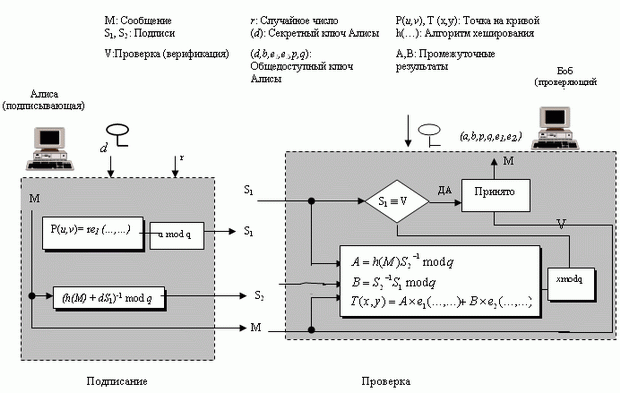 M: Сообщение
S₁, S₂: Подписи
V:Проверка (верификация)
r: Случайное число
(d): Секретный ключ Алисы
(d,b,e₁,e₂,p,q):
Общедоступный ключ
Алисы
P(u,v), T (x,y): Точка на кривой
h(…): Алгоритм хеширования
A,B: Промежуточные
результаты
Алиса
(подписывающая)
d
r
M
P(u,v)= re₁ (…,…)
u mod q
(h(M) + dS₁)⁻¹ mod q
S₁
S₁
S₂
M
Подписание
Боб
(проверяющий
(a,b,p,q,e₁,e₂)
M
S₁ ≡ V
ДА
Принято
V
A = h(M)S₂⁻¹ mod q
B = S₂⁻¹S₁ mod q
T(x,y) = A×e₁(…,…)+ B×e₂(…,…)
xmodq
Проверка